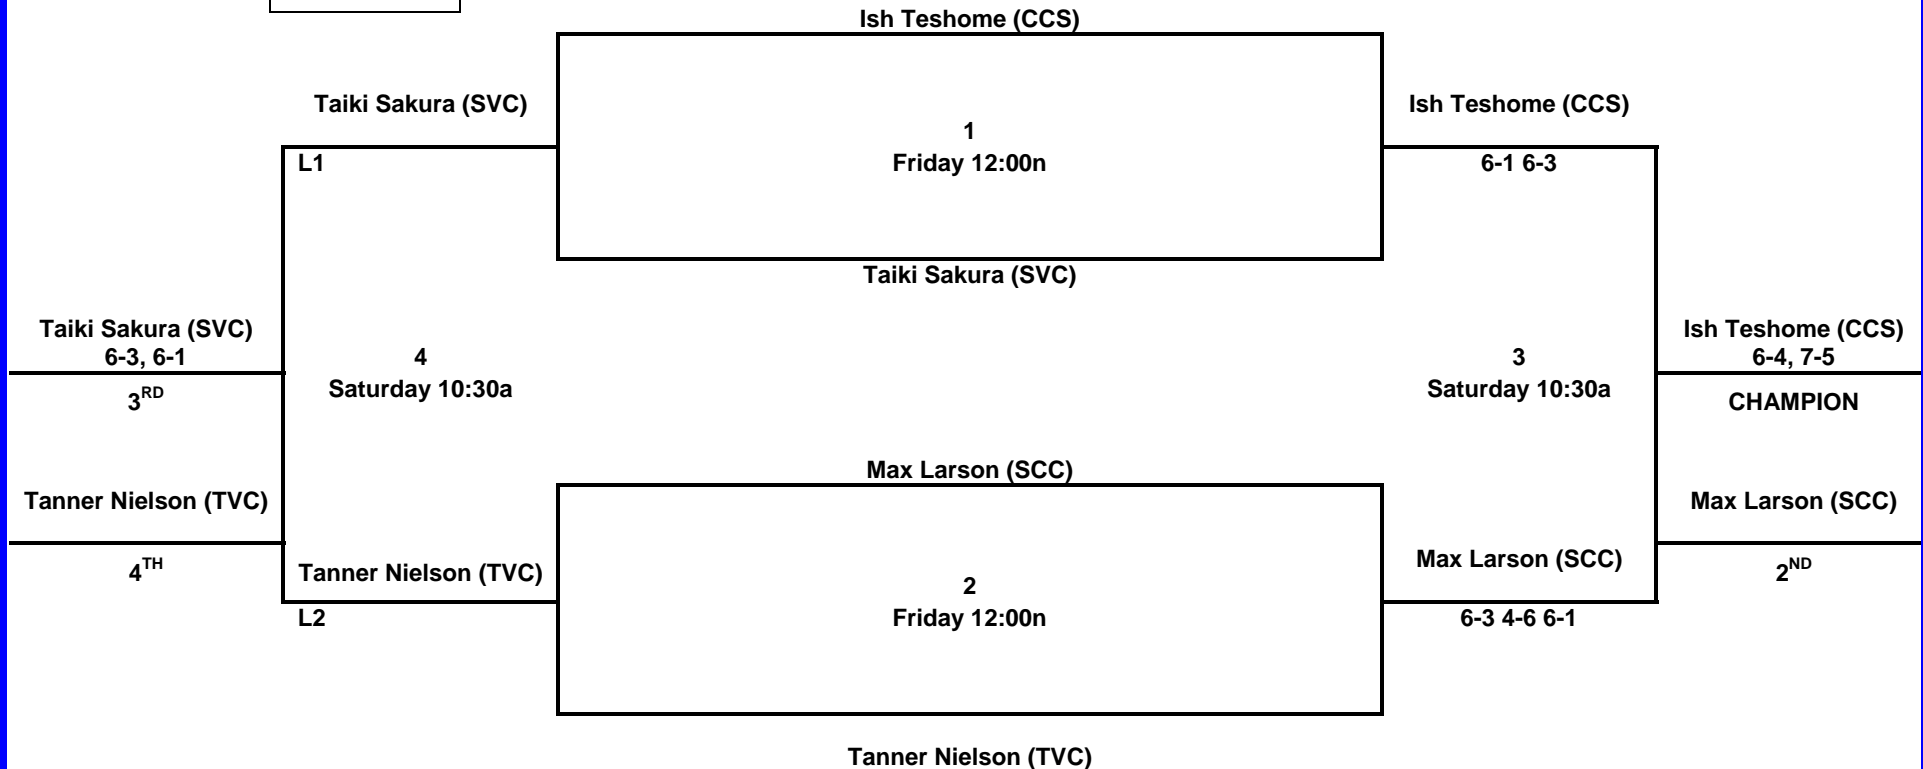 Ish Teshome (CCS)
Taiki Sakura (SVC)
Ish Teshome (CCS)
1
L1
Friday 12:00n
6-1 6-3
Taiki Sakura (SVC)
Taiki Sakura (SVC)
6-3, 6-1
3RD
4
Saturday 10:30a
3
Saturday 10:30a
Ish Teshome (CCS)
6-4, 7-5
CHAMPION
Max Larson (SCC)
Tanner Nielson (TVC)
4TH
Max Larson (SCC)
2ND
Tanner Nielson (TVC)
L2
2
Friday 12:00n
Max Larson (SCC)
6-3 4-6 6-1
Tanner Nielson (TVC)